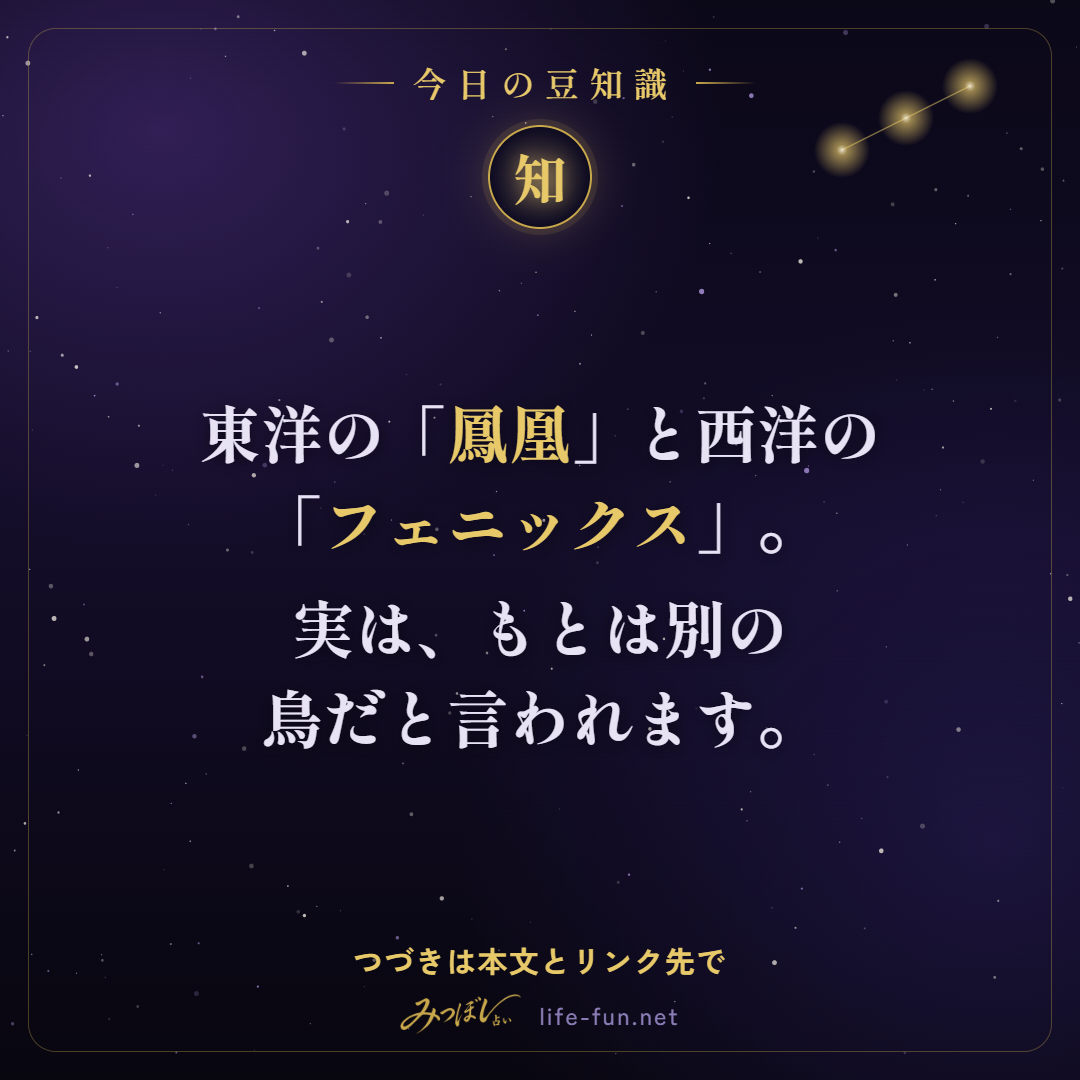 今日の豆知識
知
東洋の「鳳凰」と西洋の
「フェニックス」。
実は、もとは別の
鳥だと言われます。
つづきは本文とリンク先で
みつぼし占い life-fun.net